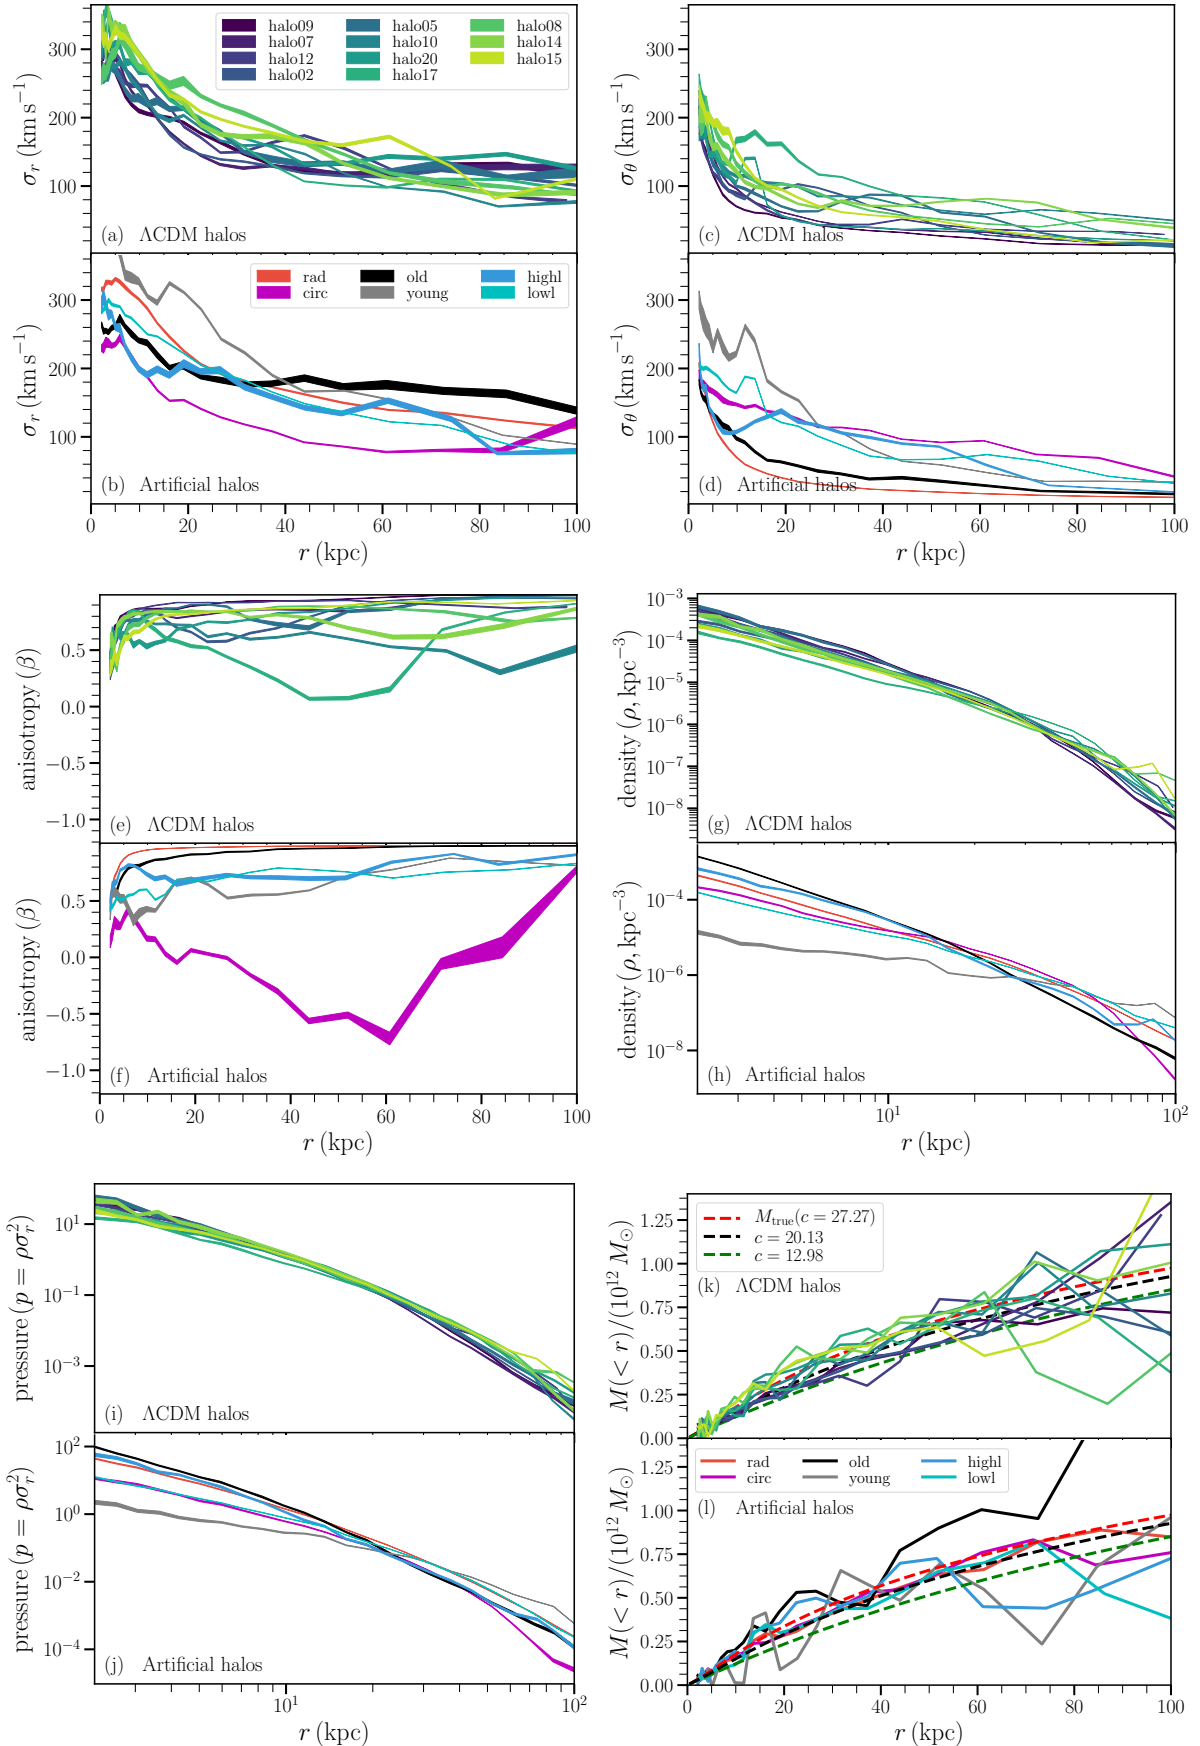 σ_r (km s⁻¹)
300
200
100
halo09
halo07
halo12
halo02
halo05
halo10
halo20
halo17
halo08
halo14
halo15
(a) ΛCDM halos
σ_θ (km s⁻¹)
300
200
100
(c) ΛCDM halos
σ_r (km s⁻¹)
300
200
100
rad
circ
old
young
highl
lowl
(b) Artificial halos
0 20 40 60 80 100
r (kpc)
σ_θ (km s⁻¹)
300
200
100
(d) Artificial halos
0 20 40 60 80 100
r (kpc)
anisotropy (β)
0.5
0.0
−0.5
−1.0
(e) ΛCDM halos
density (ρ, kpc⁻³)
10⁻³
10⁻⁴
10⁻⁵
10⁻⁶
10⁻⁷
10⁻⁸
(g) ΛCDM halos
anisotropy (β)
0.5
0.0
−0.5
−1.0
(f) Artificial halos
0 20 40 60 80 100
r (kpc)
density (ρ, kpc⁻³)
10⁻⁴
10⁻⁶
10⁻⁸
(h) Artificial halos
10¹ 10²
r (kpc)
pressure (p = ρσ_r²)
10¹
10⁻¹
10⁻³
(i) ΛCDM halos
M(< r)/(10¹² M_⊙)
1.25
1.00
0.75
0.50
0.25
0.00
M_true(c = 27.27)
c = 20.13
c = 12.98
(k) ΛCDM halos
pressure (p = ρσ_r²)
10²
10⁰
10⁻²
10⁻⁴
(j) Artificial halos
10¹ 10²
r (kpc)
M(< r)/(10¹² M_⊙)
1.25
1.00
0.75
0.50
0.25
0.00
rad
circ
old
young
highl
lowl
(l) Artificial halos
0 20 40 60 80 100
r (kpc)